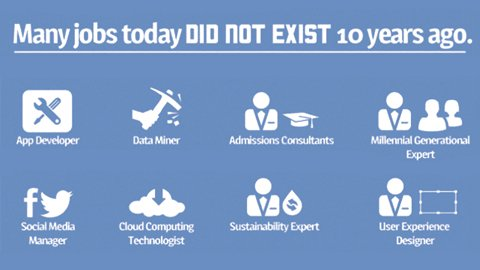 Many jobs today DID NOT EXIST 10 years ago.
App Developer
Data Miner
Admissions Consultants
Millennial Generational
Expert
Social Media
Manager
Cloud Computing
Technologist
Sustainability Expert
User Experience
Designer